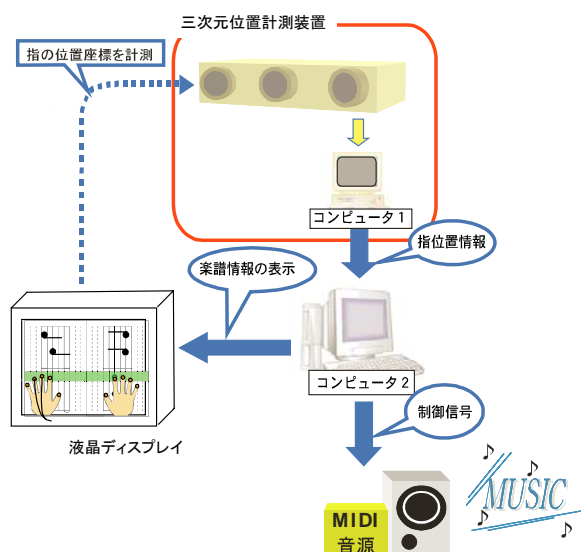 三次元位置計測装置
指の位置座標を計測
コンピュータ1
指位置情報
楽譜情報の表示
コンピュータ2
液晶ディスプレイ
制御信号
MUSIC
MIDI
音源